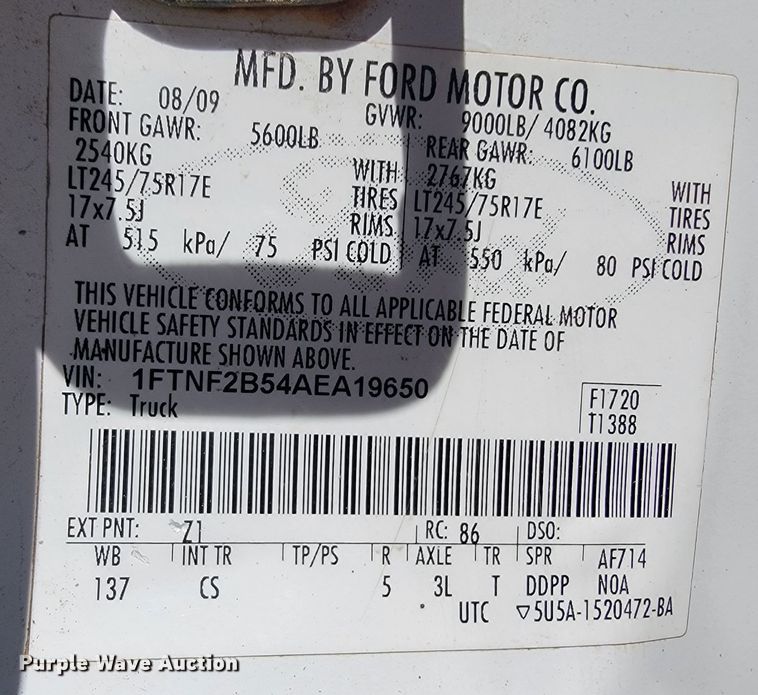 MFD. BY FORD MOTOR CO.
DATE: 08/09 GVWR: 9000LB/ 4082KG
FRONT GAWR: 5600LB REAR GAWR: 6100LB
2540KG WITH 2767KG WITH
LT245/75R17E TIRES LT245/75R17E TIRES
17x7.5J RIMS 17x7.5J RIMS
AT 515 kPa/ 75 PSI COLD AT 550 kPa/ 80 PSI COLD
THIS VEHICLE CONFORMS TO ALL APPLICABLE FEDERAL MOTOR
VEHICLE SAFETY STANDARDS IN EFFECT ON THE DATE OF
MANUFACTURE SHOWN ABOVE.
VIN: 1FTNF2B54AEA19650
TYPE: Truck F1720
T1388
EXT PNT: Z1 RC: 86 DSO:
WB INT TR TP/PS R AXLE TR SPR AF714
137 CS 5 3L T DDPP NOA
UTC ▽5U5A-1520472-BA
Purple Wave Auction